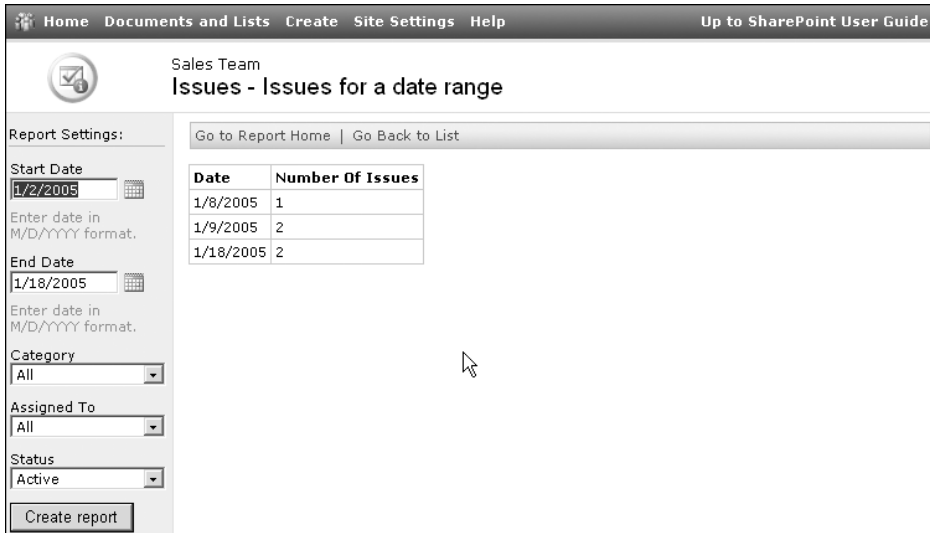 Home Documents and Lists Create Site Settings Help Up to SharePoint User Guide
Sales Team
Issues - Issues for a date range
Report Settings:
Go to Report Home | Go Back to List
Start Date
1/2/2005
Enter date in
M/D/YYYY format.
End Date
1/18/2005
Enter date in
M/D/YYYY format.
Category
All
Assigned To
All
Status
Active
Create report
Date Number Of Issues
1/8/2005 1
1/9/2005 2
1/18/2005 2